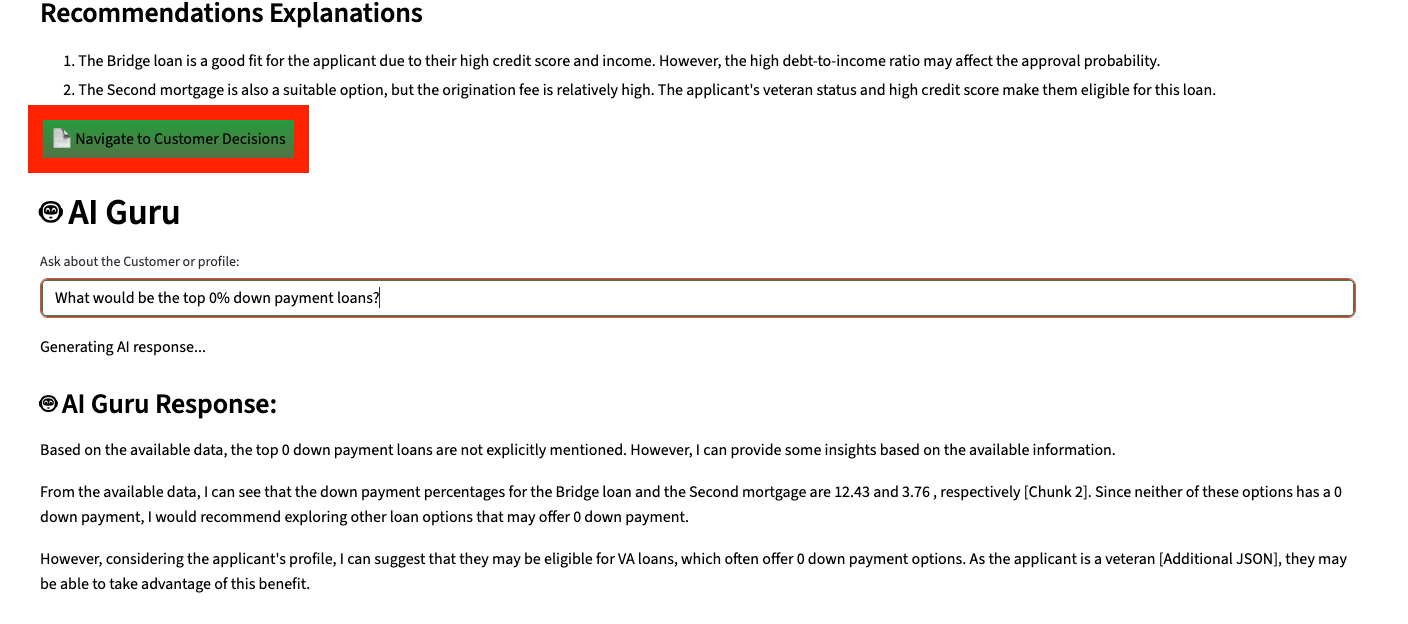 Recommendations Explanations
1. The Bridge loan is a good fit for the applicant due to their high credit score and income. However, the high debt-to-income ratio may affect the approval probability.
2. The Second mortgage is also a suitable option, but the origination fee is relatively high. The applicant's veteran status and high credit score make them eligible for this loan.
Navigate to Customer Decisions
AI Guru
Ask about the Customer or profile:
What would be the top 0% down payment loans?
Generating AI response...
AI Guru Response:
Based on the available data, the top 0 down payment loans are not explicitly mentioned. However, I can provide some insights based on the available information.
From the available data, I can see that the down payment percentages for the Bridge loan and the Second mortgage are 12.43 and 3.76 , respectively [Chunk 2]. Since neither of these options has a 0
down payment, I would recommend exploring other loan options that may offer 0 down payment.
However, considering the applicant's profile, I can suggest that they may be eligible for VA loans, which often offer 0 down payment options. As the applicant is a veteran [Additional JSON], they may
be able to take advantage of this benefit.